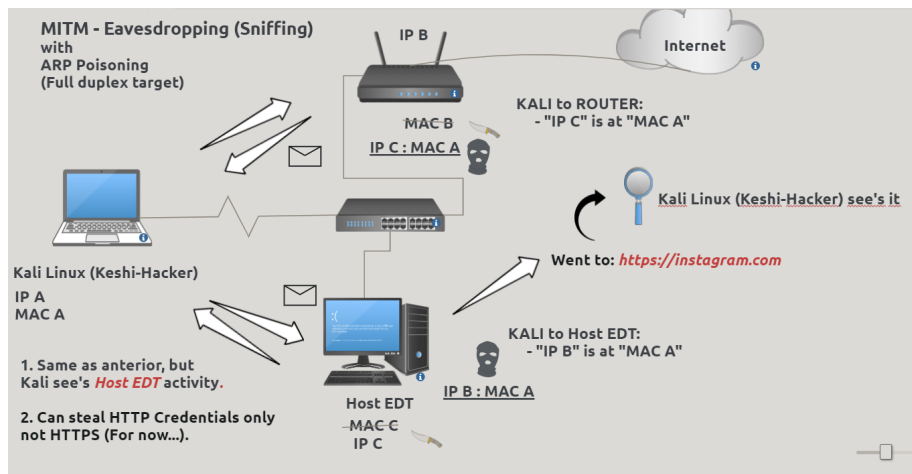 MITM - Eavesdropping (Sniffing)
with
ARP Poisoning
(Full duplex target)
IP B
Internet
MAC B
IP C : MAC A
KALI to ROUTER:
- "IP C" is at "MAC A"
Kali Linux (Keshi-Hacker) see's it
Went to: https://instagram.com
Kali Linux (Keshi-Hacker)
IP A
MAC A
1. Same as anterior, but
Kali see's Host EDT activity.
2. Can steal HTTP Credentials only
not HTTPS (For now...).
:(
Host EDT
MAC C
IP C
KALI to Host EDT:
- "IP B" is at "MAC A"
IP B : MAC A